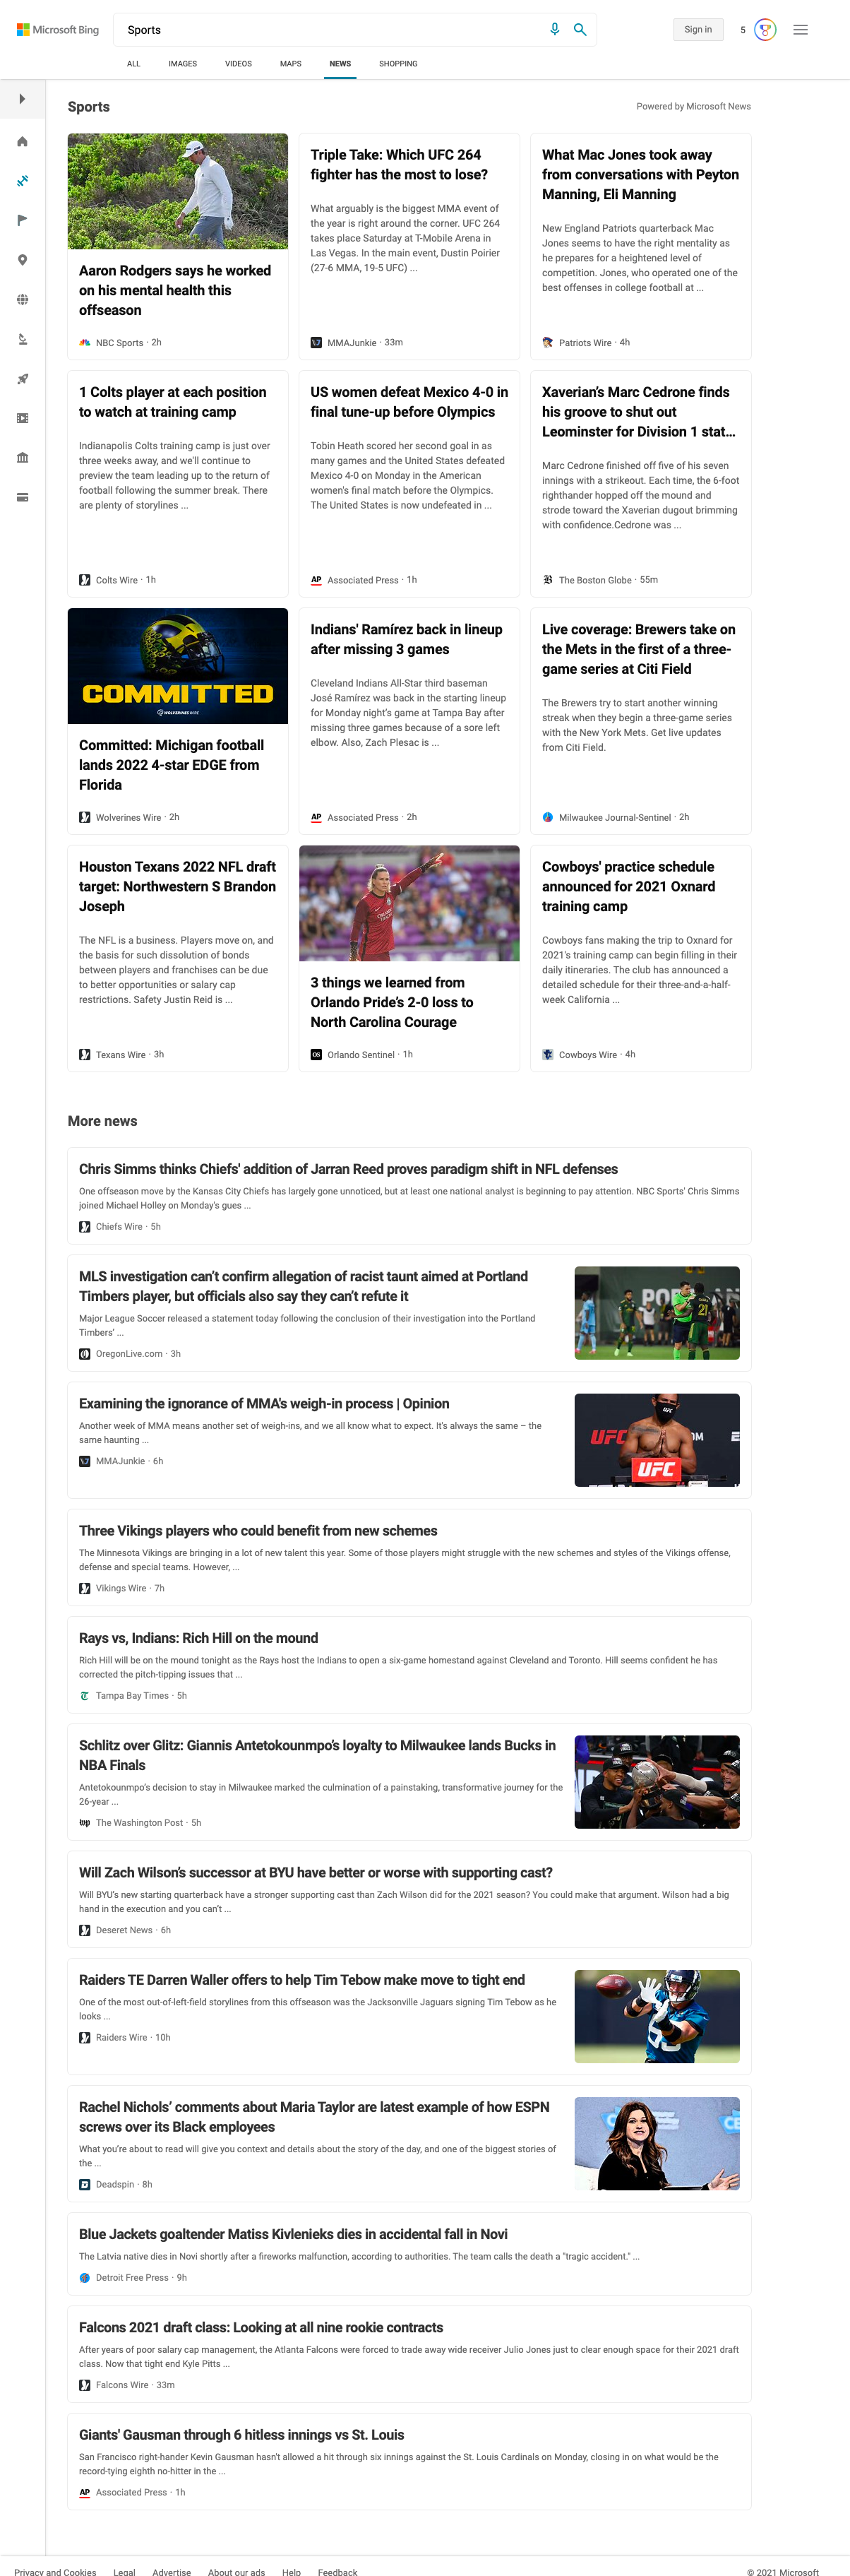 Microsoft Bing
Sports
Sign in
5
ALL
IMAGES
VIDEOS
MAPS
NEWS
SHOPPING
Sports
Powered by Microsoft News
Aaron Rodgers says he worked
on his mental health this
offseason
NBC Sports · 2h
Triple Take: Which UFC 264
fighter has the most to lose?
What arguably is the biggest MMA event of
the year is right around the corner. UFC 264
takes place Saturday at T-Mobile Arena in
Las Vegas. In the main event, Dustin Poirier
(27-6 MMA, 19-5 UFC) ...
MMAJunkie · 33m
What Mac Jones took away
from conversations with Peyton
Manning, Eli Manning
New England Patriots quarterback Mac
Jones seems to have the right mentality as
he prepares for a heightened level of
competition. Jones, who operated one of the
best offenses in college football at ...
Patriots Wire · 4h
1 Colts player at each position
to watch at training camp
Indianapolis Colts training camp is just over
three weeks away, and we'll continue to
preview the team leading up to the return of
football following the summer break. There
are plenty of storylines ...
Colts Wire · 1h
US women defeat Mexico 4-0 in
final tune-up before Olympics
Tobin Heath scored her second goal in as
many games and the United States defeated
Mexico 4-0 on Monday in the American
women's final match before the Olympics.
The United States is now undefeated in ...
AP
Associated Press · 1h
Xaverian’s Marc Cedrone finds
his groove to shut out
Leominster for Division 1 stat...
Marc Cedrone finished off five of his seven
innings with a strikeout. Each time, the 6-foot
righthander hopped off the mound and
strode toward the Xaverian dugout brimming
with confidence.Cedrone was ...
The Boston Globe · 55m
COMMITTED
WOLVERINES WIRE
Committed: Michigan football
lands 2022 4-star EDGE from
Florida
Wolverines Wire · 2h
Indians' Ramírez back in lineup
after missing 3 games
Cleveland Indians All-Star third baseman
José Ramírez was back in the starting lineup
for Monday night’s game at Tampa Bay after
missing three games because of a sore left
elbow. Also, Zach Plesac is ...
AP
Associated Press · 2h
Live coverage: Brewers take on
the Mets in the first of a three-
game series at Citi Field
The Brewers try to start another winning
streak when they begin a three-game series
with the New York Mets. Get live updates
from Citi Field.
Milwaukee Journal-Sentinel · 2h
Houston Texans 2022 NFL draft
target: Northwestern S Brandon
Joseph
The NFL is a business. Players move on, and
the basis for such dissolution of bonds
between players and franchises can be due
to better opportunities or salary cap
restrictions. Safety Justin Reid is ...
Texans Wire · 3h
3 things we learned from
Orlando Pride’s 2-0 loss to
North Carolina Courage
OS
Orlando Sentinel · 1h
Cowboys' practice schedule
announced for 2021 Oxnard
training camp
Cowboys fans making the trip to Oxnard for
2021's training camp can begin filling in their
daily itineraries. The club has announced a
detailed schedule for their three-and-a-half-
week California ...
Cowboys Wire · 4h
More news
Chris Simms thinks Chiefs' addition of Jarran Reed proves paradigm shift in NFL defenses
One offseason move by the Kansas City Chiefs has largely gone unnoticed, but at least one national analyst is beginning to pay attention. NBC Sports' Chris Simms
joined Michael Holley on Monday's gues ...
Chiefs Wire · 5h
MLS investigation can’t confirm allegation of racist taunt aimed at Portland
Timbers player, but officials also say they can’t refute it
Major League Soccer released a statement today following the conclusion of their investigation into the Portland
Timbers’ ...
OregonLive.com · 3h
21
Examining the ignorance of MMA's weigh-in process | Opinion
Another week of MMA means another set of weigh-ins, and we all know what to expect. It's always the same – the
same haunting ...
MMAJunkie · 6h
UFC
UFC
OM
UFC
Three Vikings players who could benefit from new schemes
The Minnesota Vikings are bringing in a lot of new talent this year. Some of those players might struggle with the new schemes and styles of the Vikings offense,
defense and special teams. However, ...
Vikings Wire · 7h
Rays vs, Indians: Rich Hill on the mound
Rich Hill will be on the mound tonight as the Rays host the Indians to open a six-game homestand against Cleveland and Toronto. Hill seems confident he has
corrected the pitch-tipping issues that ...
Tampa Bay Times · 5h
Schlitz over Glitz: Giannis Antetokounmpo’s loyalty to Milwaukee lands Bucks in
NBA Finals
Antetokounmpo’s decision to stay in Milwaukee marked the culmination of a painstaking, transformative journey for the
26-year ...
wp
The Washington Post · 5h
Will Zach Wilson’s successor at BYU have better or worse with supporting cast?
Will BYU’s new starting quarterback have a stronger supporting cast than Zach Wilson did for the 2021 season? You could make that argument. Wilson had a big
hand in the execution and you can’t ...
Deseret News · 6h
Raiders TE Darren Waller offers to help Tim Tebow make move to tight end
One of the most out-of-left-field storylines from this offseason was the Jacksonville Jaguars signing Tim Tebow as he
looks ...
Raiders Wire · 10h
Rachel Nichols’ comments about Maria Taylor are latest example of how ESPN
screws over its Black employees
What you’re about to read will give you context and details about the story of the day, and one of the biggest stories of
the ...
Deadspin · 8h
Blue Jackets goaltender Matiss Kivlenieks dies in accidental fall in Novi
The Latvia native dies in Novi shortly after a fireworks malfunction, according to authorities. The team calls the death a "tragic accident." ...
Detroit Free Press · 9h
Falcons 2021 draft class: Looking at all nine rookie contracts
After years of poor salary cap management, the Atlanta Falcons were forced to trade away wide receiver Julio Jones just to clear enough space for their 2021 draft
class. Now that tight end Kyle Pitts ...
Falcons Wire · 33m
Giants' Gausman through 6 hitless innings vs St. Louis
San Francisco right-hander Kevin Gausman hasn't allowed a hit through six innings against the St. Louis Cardinals on Monday, closing in on what would be the
record-tying eighth no-hitter in the ...
AP
Associated Press · 1h
Privacy and Cookies
Legal
Advertise
About our ads
Help
Feedback
© 2021 Microsoft